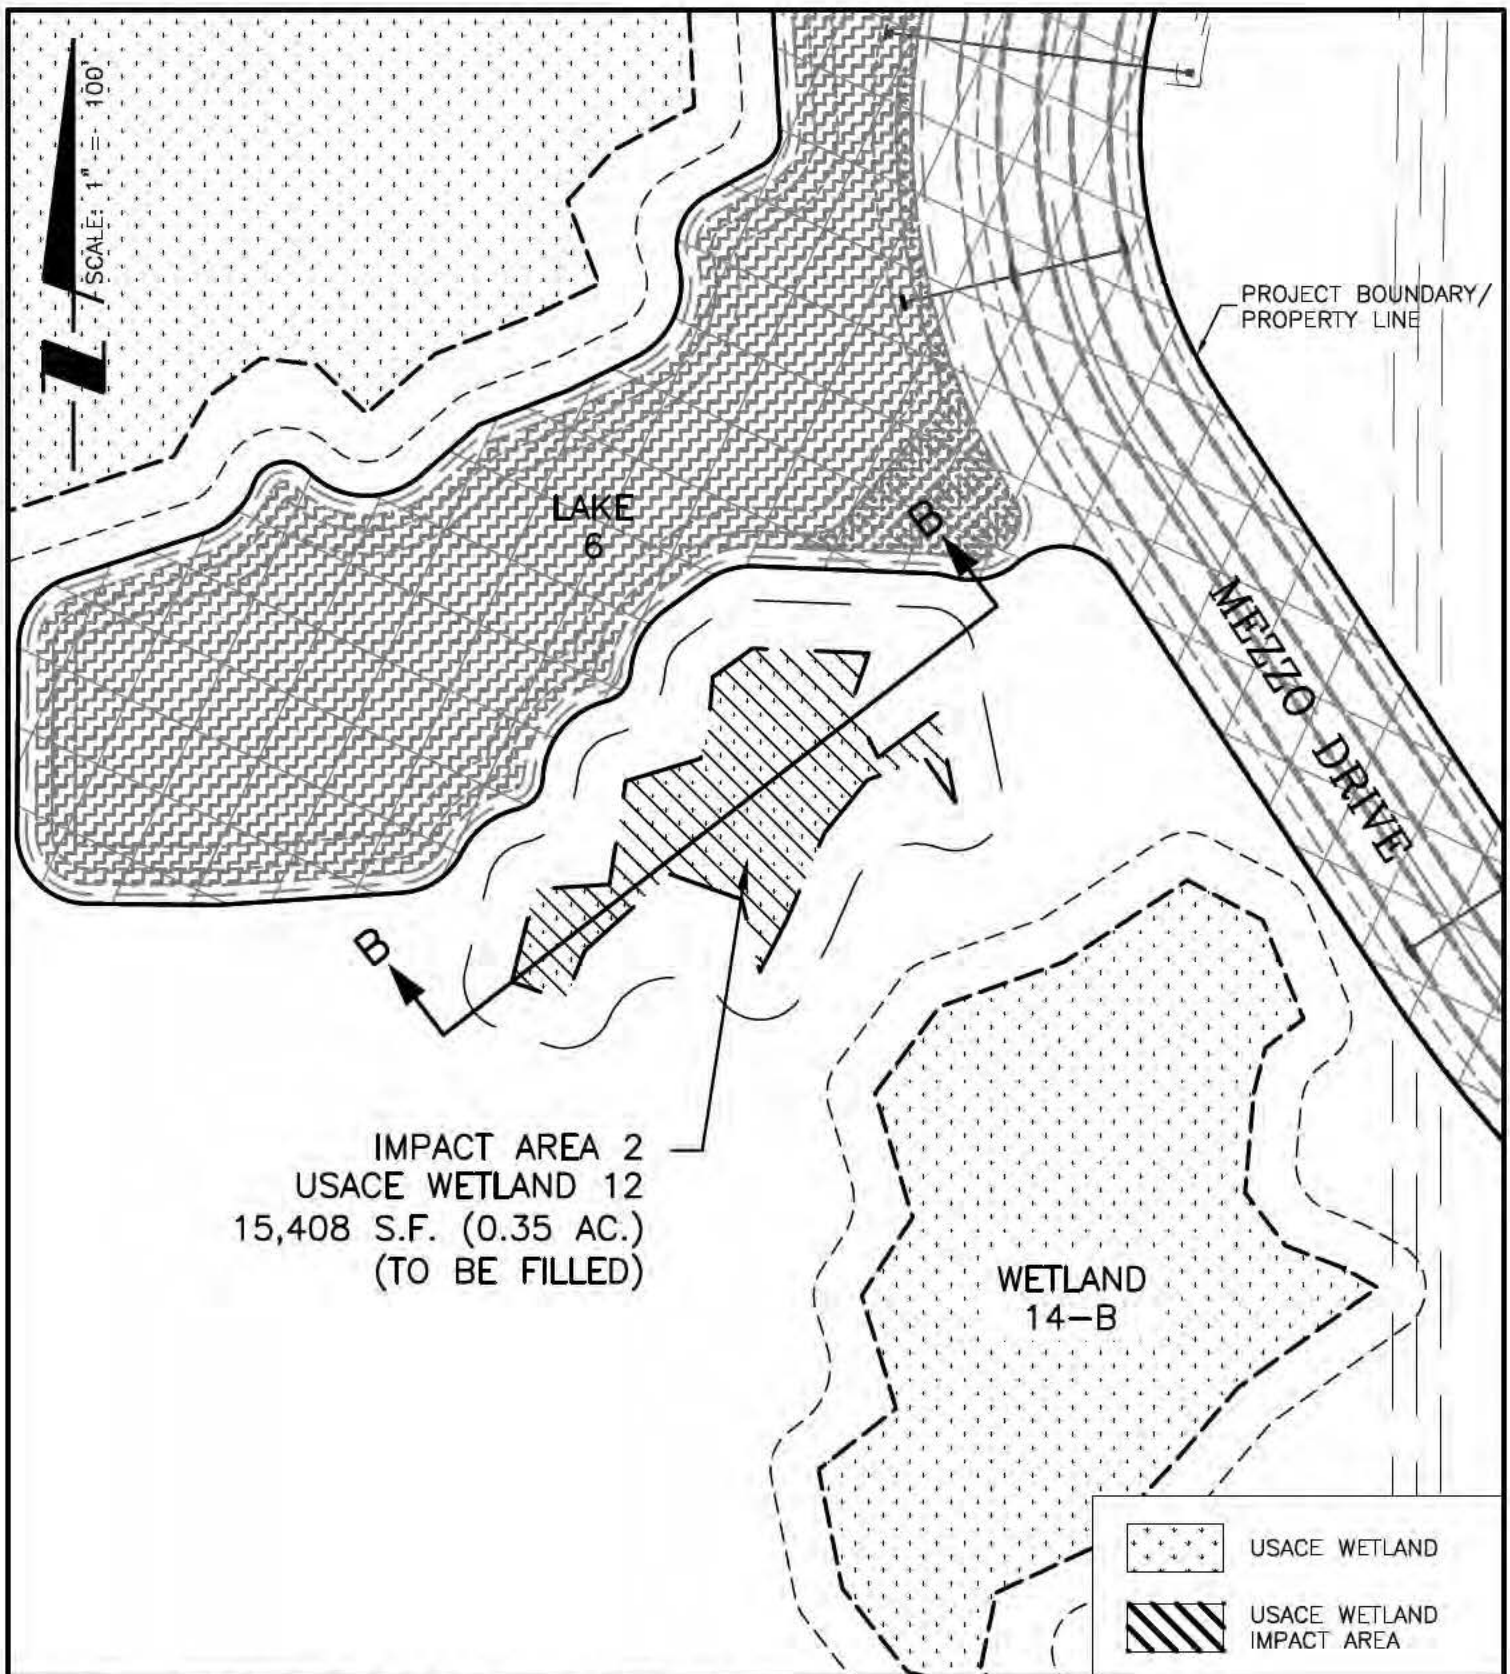 SCALE: 1" = 100'
PROJECT BOUNDARY/
PROPERTY LINE
LAKE
6
B
MEZZO DRIVE
B
IMPACT AREA 2
USACE WETLAND 12
15,408 S.F. (0.35 AC.)
(TO BE FILLED)
WETLAND
14-B
USACE WETLAND
USACE WETLAND
IMPACT AREA